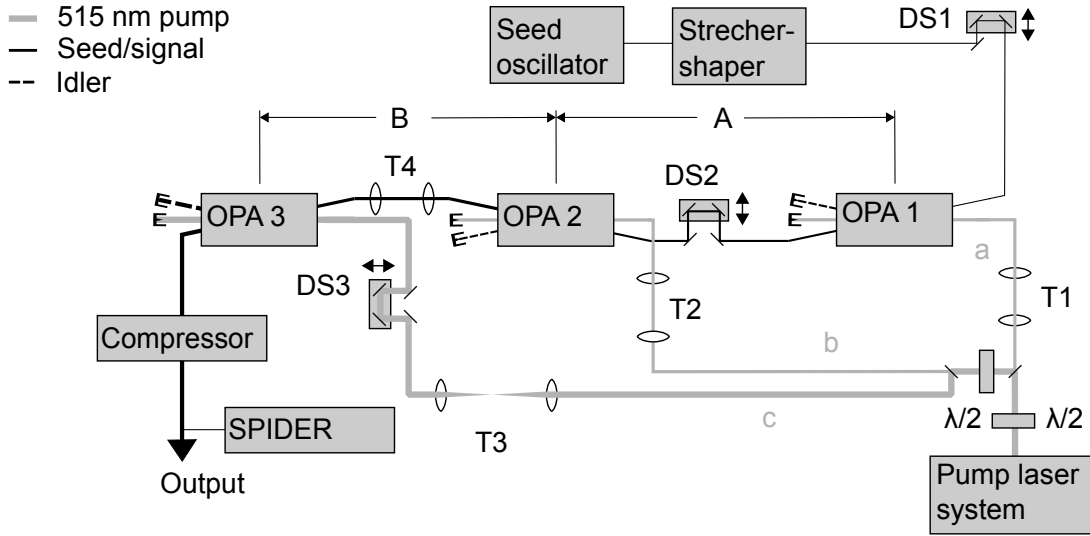 515 nm pump
Seed/signal
Idler
Seed
oscillator
Strecher-
shaper
DS1
B
A
T4
DS2
OPA 3
OPA 2
OPA 1
a
DS3
T2
T1
Compressor
b
c
T3
λ/2
λ/2
SPIDER
Output
Pump laser
system